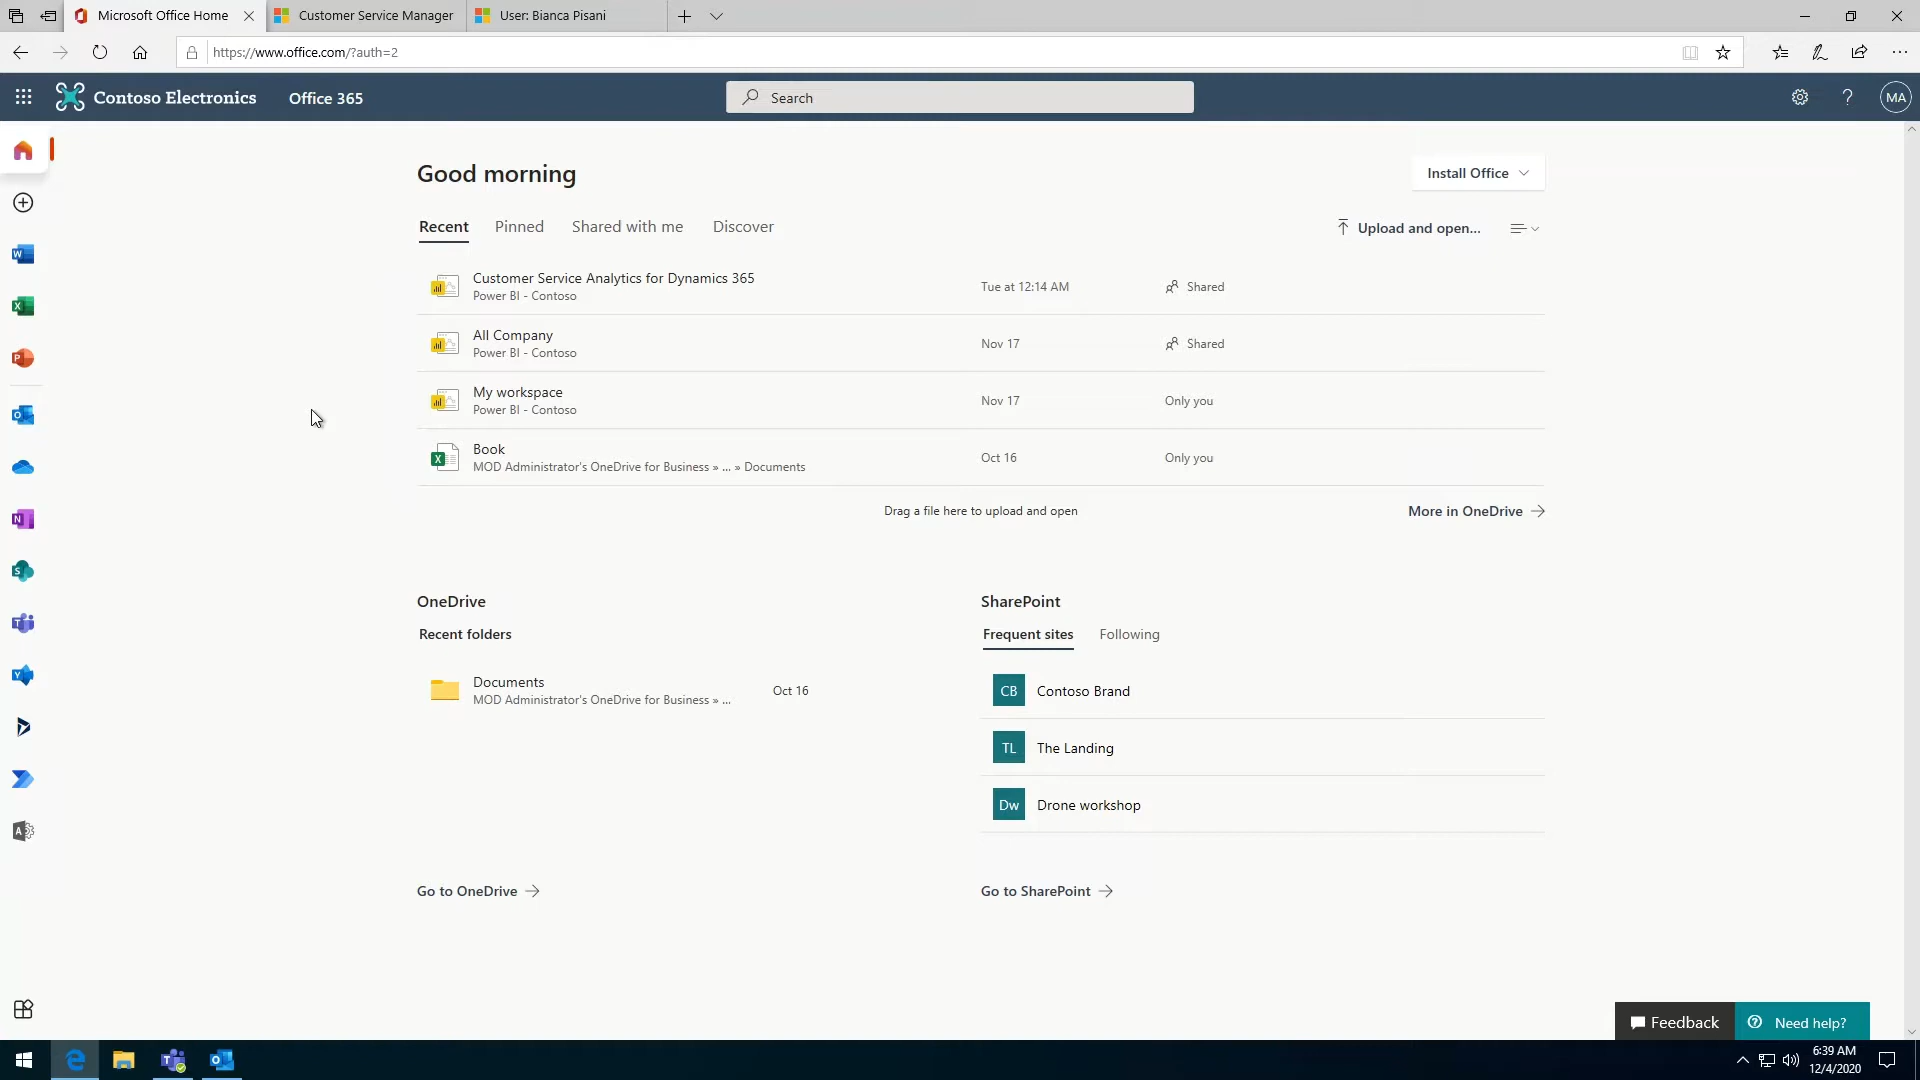 Microsoft Office Home
Customer Service Manager
User: Bianca Pisani
https://www.office.com/?auth=2
Contoso Electronics
Office 365
Search
MA
Good morning
Install Office
Recent
Pinned
Shared with me
Discover
Upload and open...
Customer Service Analytics for Dynamics 365
Power BI - Contoso
Tue at 12:14 AM
Shared
All Company
Power BI - Contoso
Nov 17
Shared
My workspace
Power BI - Contoso
Nov 17
Only you
Book
MOD Administrator's OneDrive for Business » ... » Documents
Oct 16
Only you
Drag a file here to upload and open
More in OneDrive
OneDrive
Recent folders
Documents
MOD Administrator's OneDrive for Business » ...
Oct 16
Go to OneDrive
SharePoint
Frequent sites
Following
CB
Contoso Brand
TL
The Landing
Dw
Drone workshop
Go to SharePoint
Feedback
Need help?
6:39 AM
12/4/2020